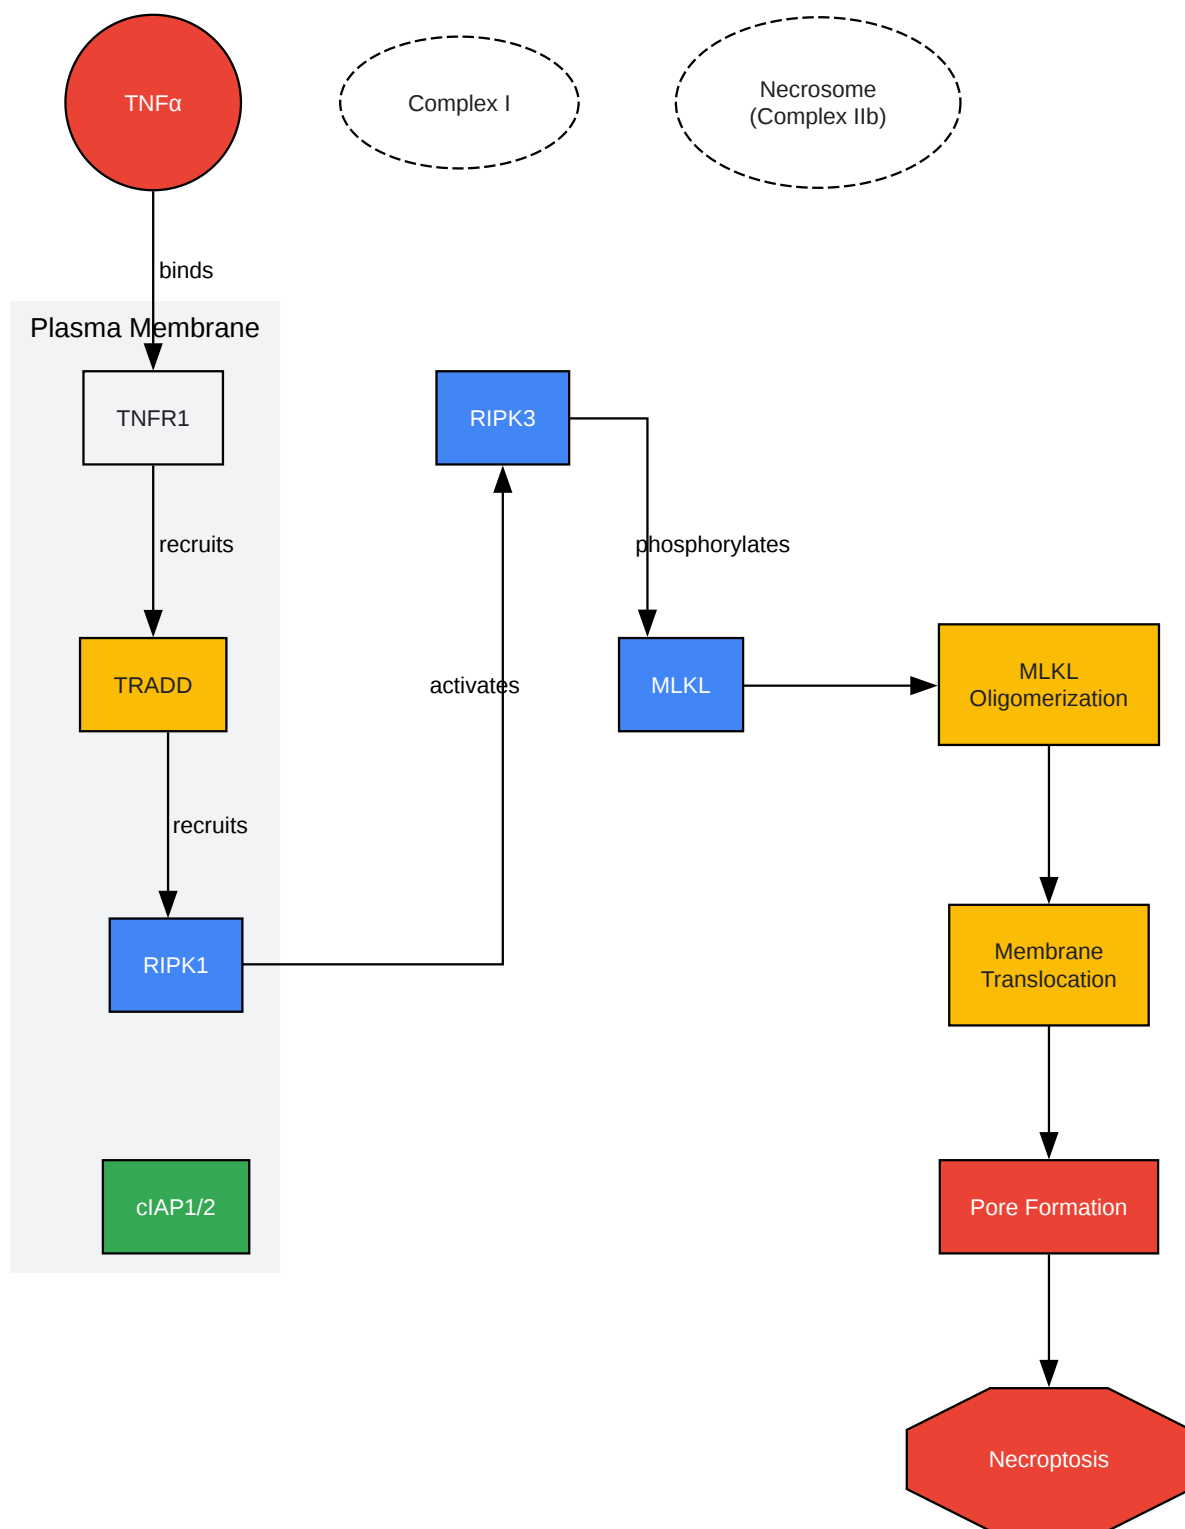 TNFα
Complex I
Necrosome
(Complex IIb)
binds
Plasma Membrane
TNFR1
RIPK3
recruits
phosphorylates
TRADD
activates
MLKL
MLKL
Oligomerization
recruits
RIPK1
Membrane
Translocation
cIAP1/2
Pore Formation
Necroptosis